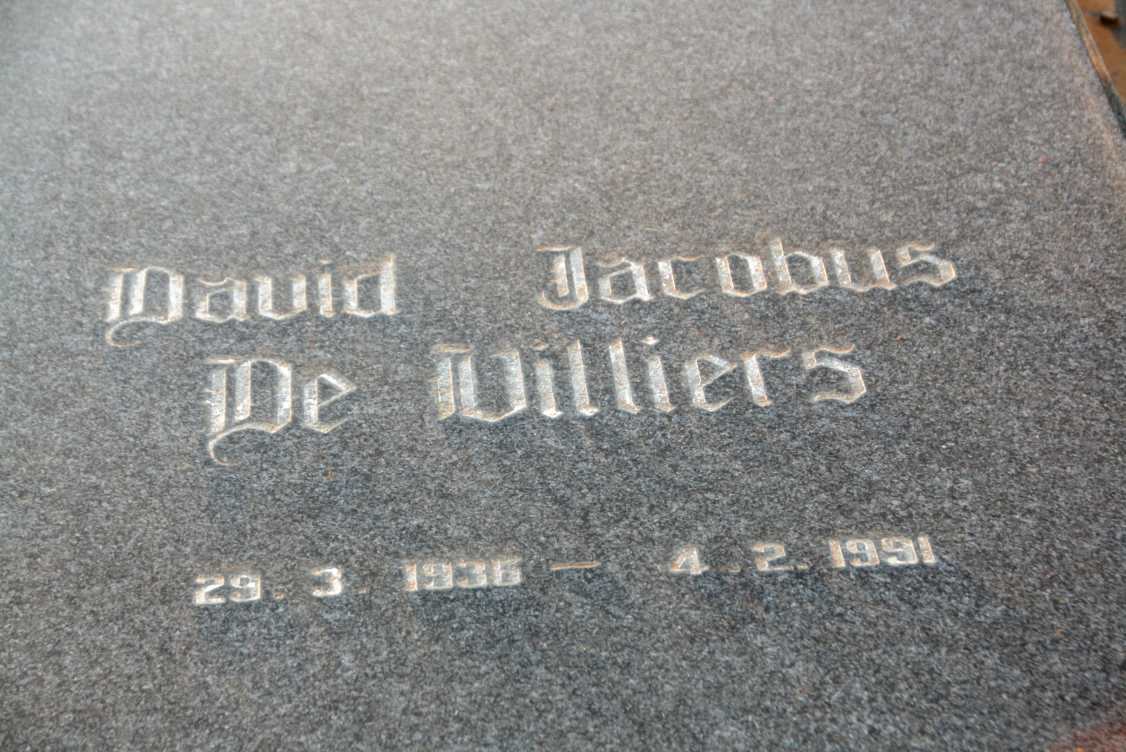 David Jacobus
De Villiers
29.3.1936 — 4.2.1991